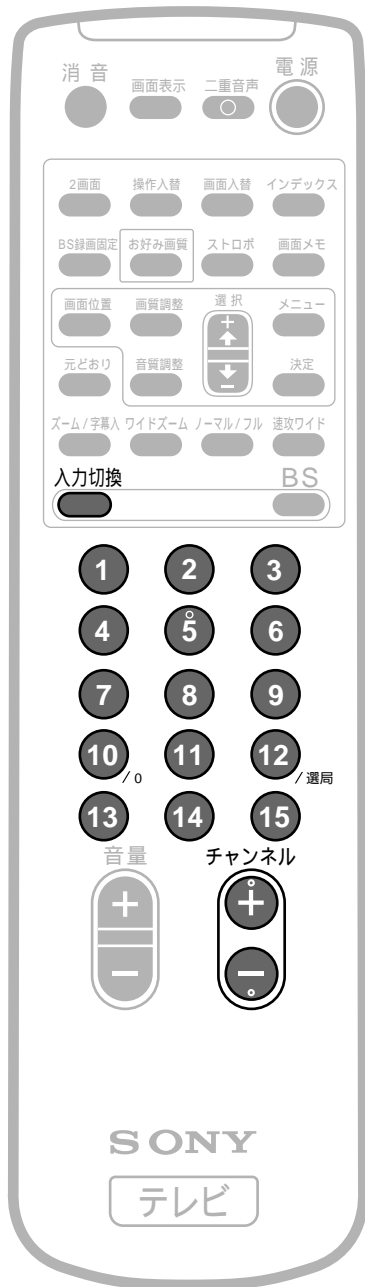 消音 画面表示 二重音声 電源
2画面 操作入替 画面入替 インデックス
BS録画固定 お好み画質 ストロボ 画面メモ
画面位置 画質調整 選択 メニュー
+
元どおり 音質調整 決定
−
ズーム/字幕入 ワイドズーム ノーマル/フル 速攻ワイド
入力切換 BS
1 2 3
4 5 6
7 8 9
10/0 11 12/選局
13 14 15
音量 チャンネル
+ +
− −
SONY
テレビ